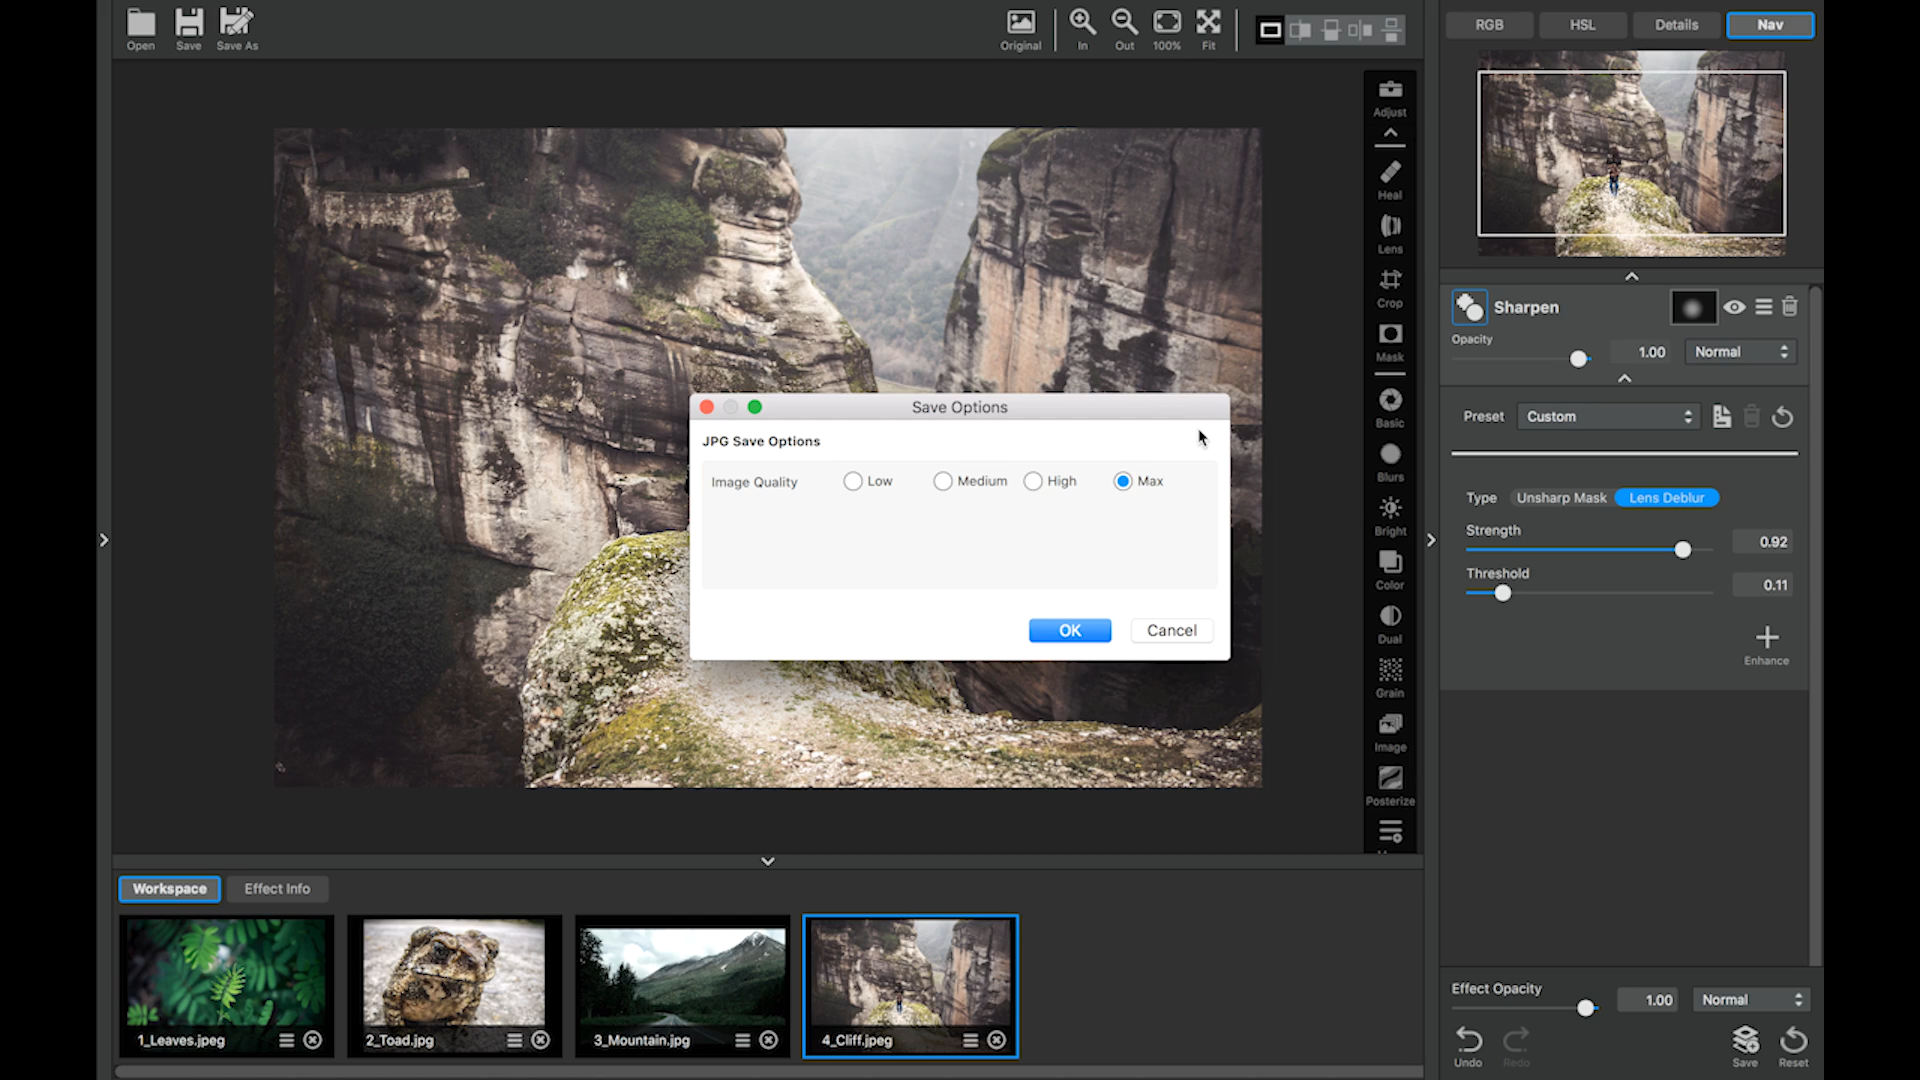 Open Save Save As Original In Out 100% Fit
RGB HSL Details Nav
Adjust
Heal
Lens
Crop
Mask
Basic
Blurs
Bright
Color
Dual
Grain
Image
Posterize
Save Options
JPG Save Options
Image Quality Low Medium High Max
OK Cancel
Sharpen
Opacity
1.00 Normal
Preset Custom
Type Unsharp Mask Lens Deblur
Strength
0.92
Threshold
0.11
Enhance
Workspace Effect Info
1_Leaves.jpeg 2_Toad.jpg 3_Mountain.jpg 4_Cliff.jpeg
Effect Opacity
1.00 Normal
Undo Redo Save Reset